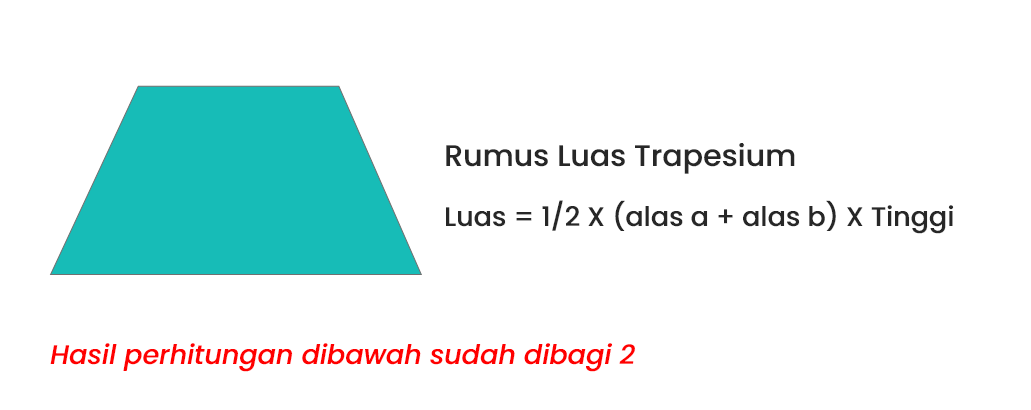 Rumus Luas Trapesium
Luas = 1/2 X (alas a + alas b) X Tinggi
Hasil perhitungan dibawah sudah dibagi 2